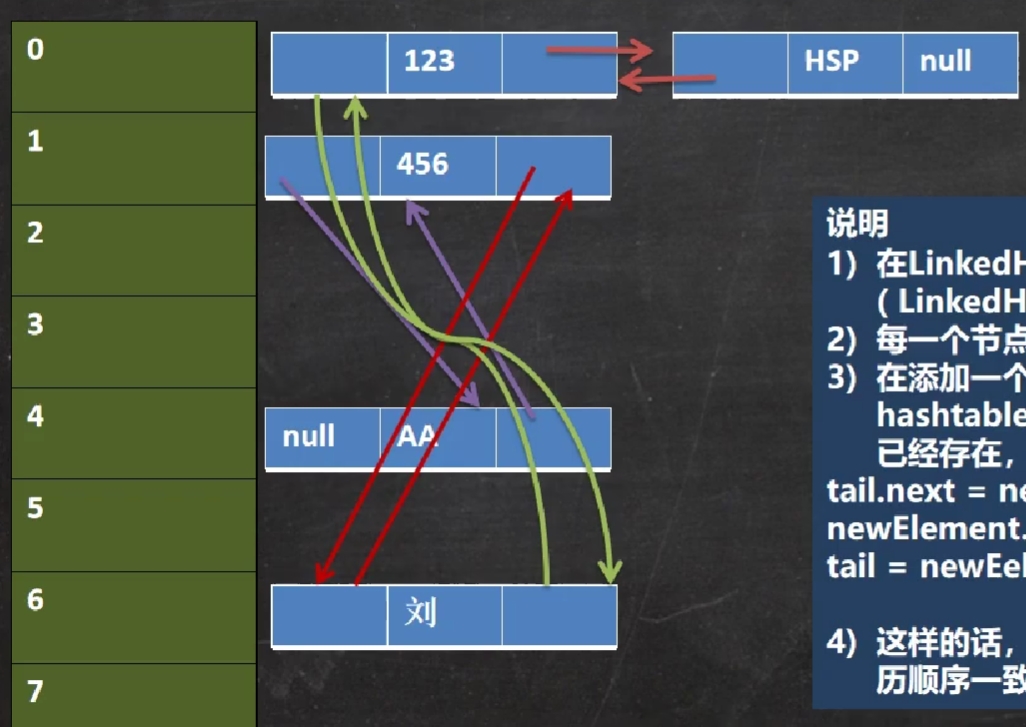 0
123
HSP
null
1
456
2
3
4
null
AA
5
6
刘
7
说明
1) 在LinkedH
( LinkedH
2) 每一个节点
3) 在添加一个
hashtable
已经存在，
tail.next = ne
newElement.
tail = newEel
4) 这样的话，
历顺序一致